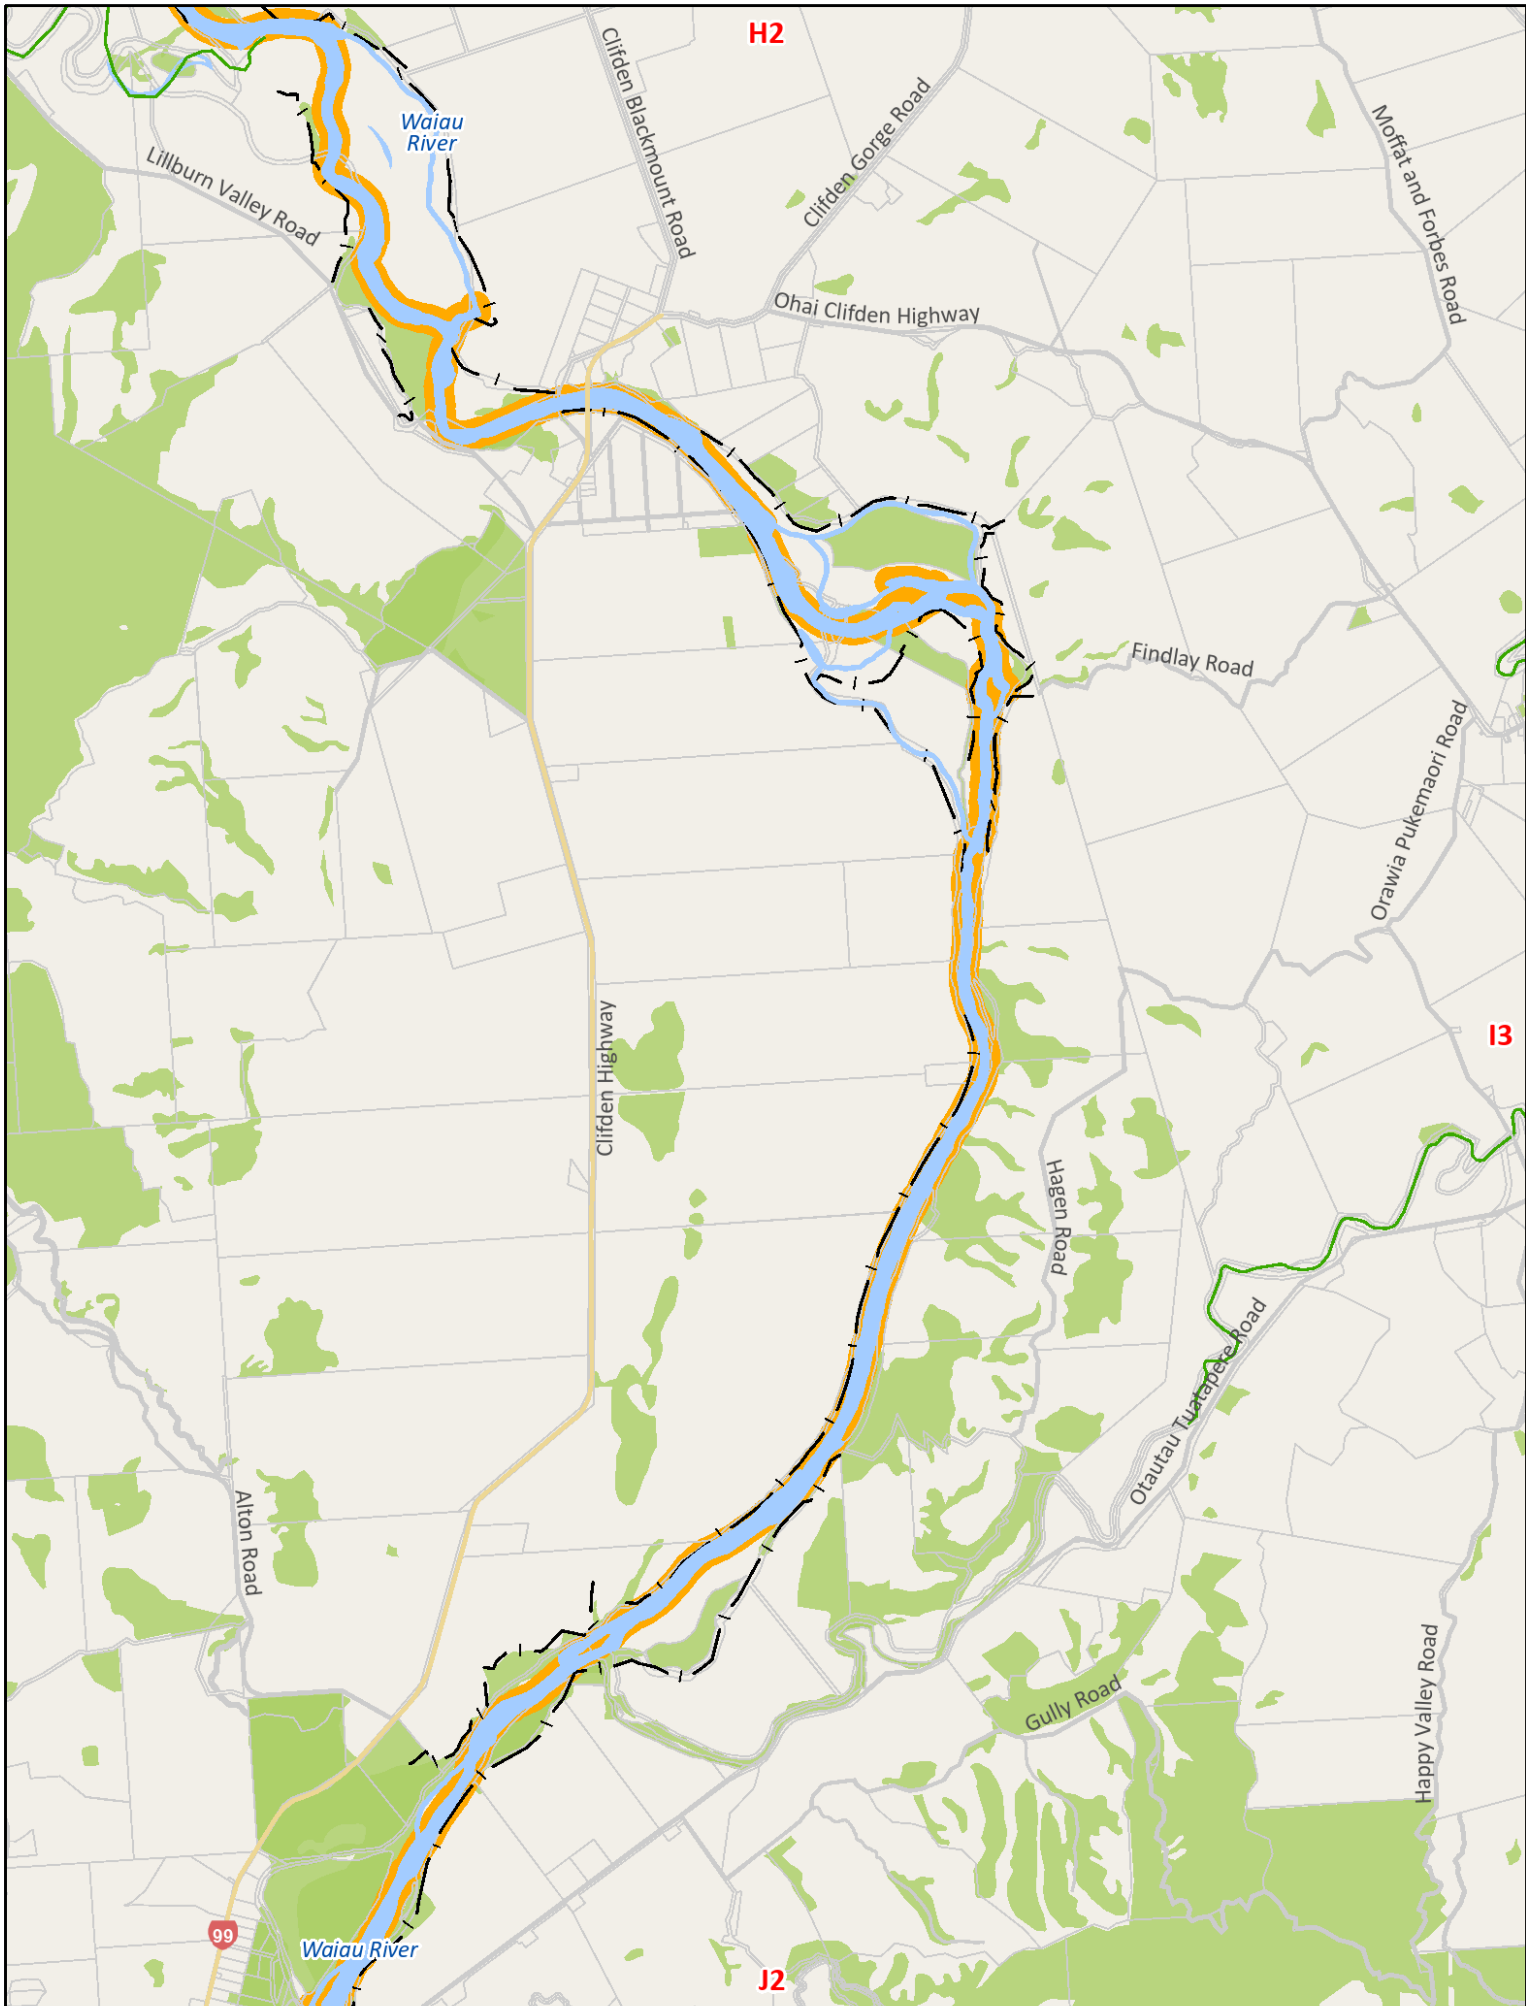 H2
Clifden Blackmount Road
Clifden Gorge Road
Moffat and Forbes Road
Waiau
River
Lillburn Valley Road
Ohai Clifden Highway
Findlay Road
Orawia Pukemaori Road
I3
Clifden Highway
Hagen Road
Otautau Tuatapere Road
Alton Road
Gully Road
Happy Valley Road
99
Waiau River
J2